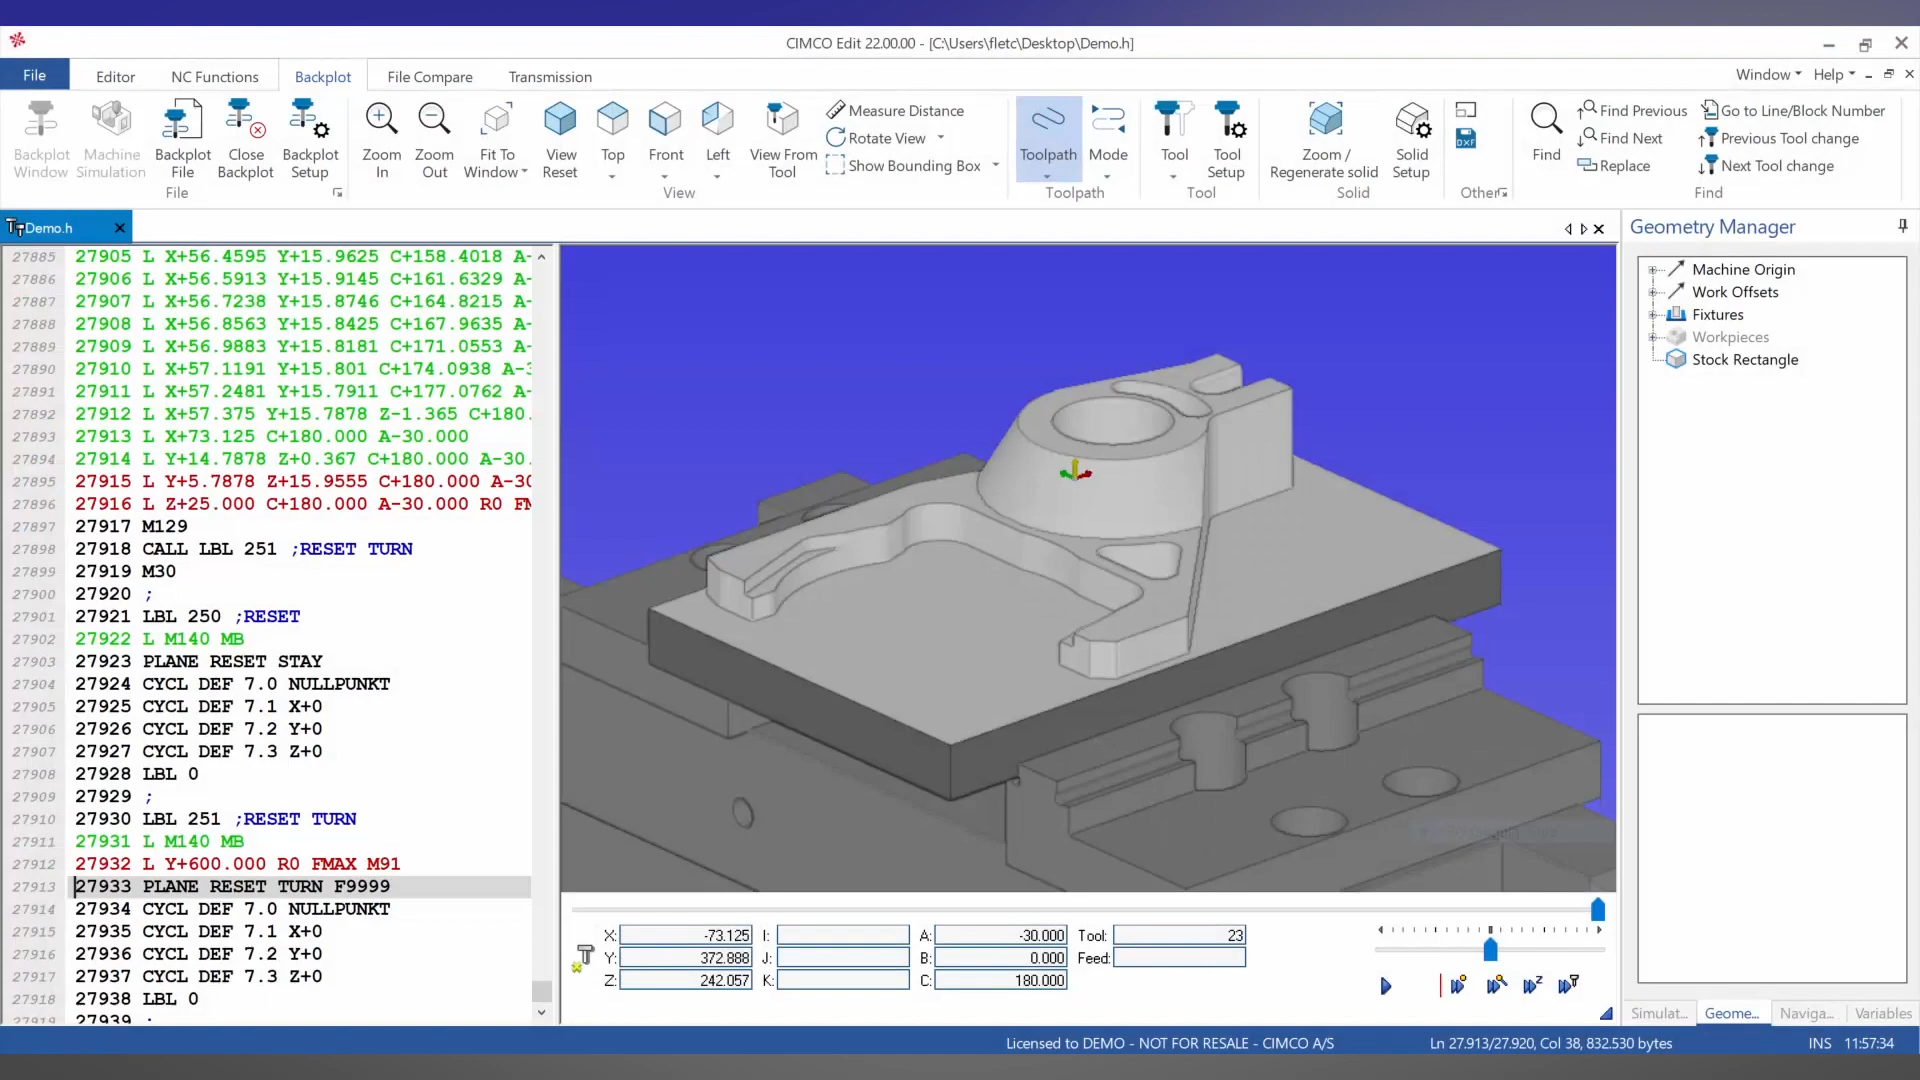 CIMCO Edit 22.00.00 - [C:\Users\fletc\Desktop\Demo.h]
File Editor NC Functions Backplot File Compare Transmission Window Help
Backplot Window
Machine Simulation
Backplot File
Close Backplot
Backplot Setup
File
Zoom In
Zoom Out
Fit To Window
View Reset
Top
Front
Left
View From Tool
Measure Distance
Rotate View
Show Bounding Box
View
Toolpath
Mode
Toolpath
Tool
Tool Setup
Tool
Zoom / Regenerate solid
Solid Setup
Solid
DXF
Other
Find
Find Previous
Find Next
Replace
Go to Line/Block Number
Previous Tool change
Next Tool change
Find
Demo.h
27885 27905 L X+56.4595 Y+15.9625 C+158.4018 A-
27886 27906 L X+56.5913 Y+15.9145 C+161.6329 A-
27887 27907 L X+56.7238 Y+15.8746 C+164.8215 A-
27888 27908 L X+56.8563 Y+15.8425 C+167.9635 A-
27889 27909 L X+56.9883 Y+15.8181 C+171.0553 A-
27890 27910 L X+57.1191 Y+15.801 C+174.0938 A-3
27891 27911 L X+57.2481 Y+15.7911 C+177.0762 A-
27892 27912 L X+57.375 Y+15.7878 Z-1.365 C+180.
27893 27913 L X+73.125 C+180.000 A-30.000
27894 27914 L Y+14.7878 Z+0.367 C+180.000 A-30.
27895 27915 L Y+5.7878 Z+15.9555 C+180.000 A-30
27896 27916 L Z+25.000 C+180.000 A-30.000 R0 FM
27897 27917 M129
27898 27918 CALL LBL 251 ;RESET TURN
27899 27919 M30
27900 27920 ;
27901 27921 LBL 250 ;RESET
27902 27922 L M140 MB
27903 27923 PLANE RESET STAY
27904 27924 CYCL DEF 7.0 NULLPUNKT
27905 27925 CYCL DEF 7.1 X+0
27906 27926 CYCL DEF 7.2 Y+0
27907 27927 CYCL DEF 7.3 Z+0
27908 27928 LBL 0
27909 27929 ;
27910 27930 LBL 251 ;RESET TURN
27911 27931 L M140 MB
27912 27932 L Y+600.000 R0 FMAX M91
27913 27933 PLANE RESET TURN F9999
27914 27934 CYCL DEF 7.0 NULLPUNKT
27915 27935 CYCL DEF 7.1 X+0
27916 27936 CYCL DEF 7.2 Y+0
27917 27937 CYCL DEF 7.3 Z+0
27918 27938 LBL 0
27919 27939 ;
X: -73.125 I: A: -30.000 Tool: 23
Y: 372.888 J: B: 0.000 Feed:
Z: 242.057 K: C: 180.000
Geometry Manager
Machine Origin
Work Offsets
Fixtures
Workpieces
Stock Rectangle
Simulat... Geome... Naviga... Variables
Licensed to DEMO - NOT FOR RESALE - CIMCO A/S Ln 27.913/27.920, Col 38, 832.530 bytes INS 11:57:34